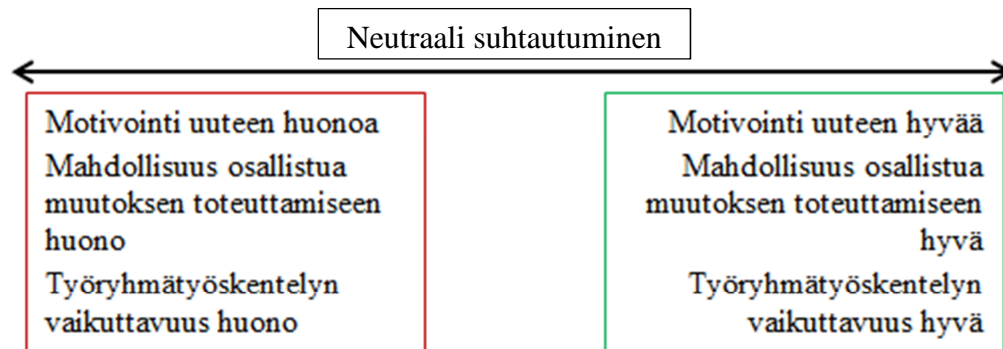 Neutraali suhtautuminen
Motivointi uuteen huonoa
Mahdollisuus osallistua
muutoksen toteuttamiseen
huono
Työryhmätyöskentelyn
vaikuttavuus huono
Motivointi uuteen hyvää
Mahdollisuus osallistua
muutoksen toteuttamiseen
hyvä
Työryhmätyöskentelyn
vaikuttavuus hyvä